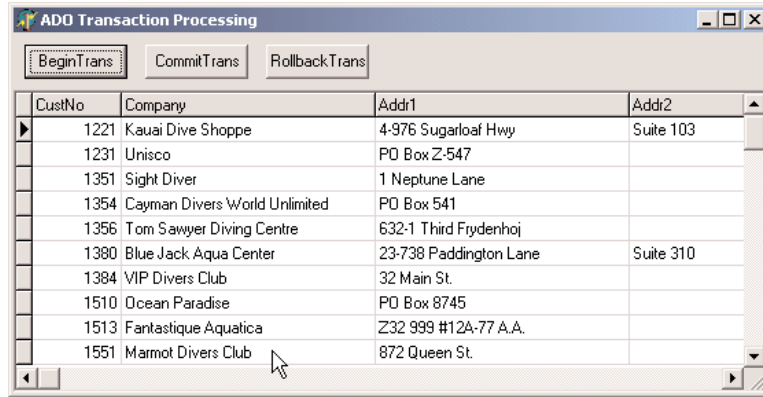 ADO Transaction Processing
BeginTrans CommitTrans RollbackTrans
CustNo Company Addr1 Addr2
1221 Kauai Dive Shoppe 4-976 Sugarloaf Hwy Suite 103
1231 Unisco PO Box Z-547
1351 Sight Diver 1 Neptune Lane
1354 Cayman Divers World Unlimited PO Box 541
1356 Tom Sawyer Diving Centre 632-1 Third Frydenhoj
1380 Blue Jack Aqua Center 23-738 Paddington Lane Suite 310
1384 VIP Divers Club 32 Main St.
1510 Ocean Paradise PO Box 8745
1513 Fantastique Aquatica Z32 999 #12A-77 A.A.
1551 Marmot Divers Club 872 Queen St.